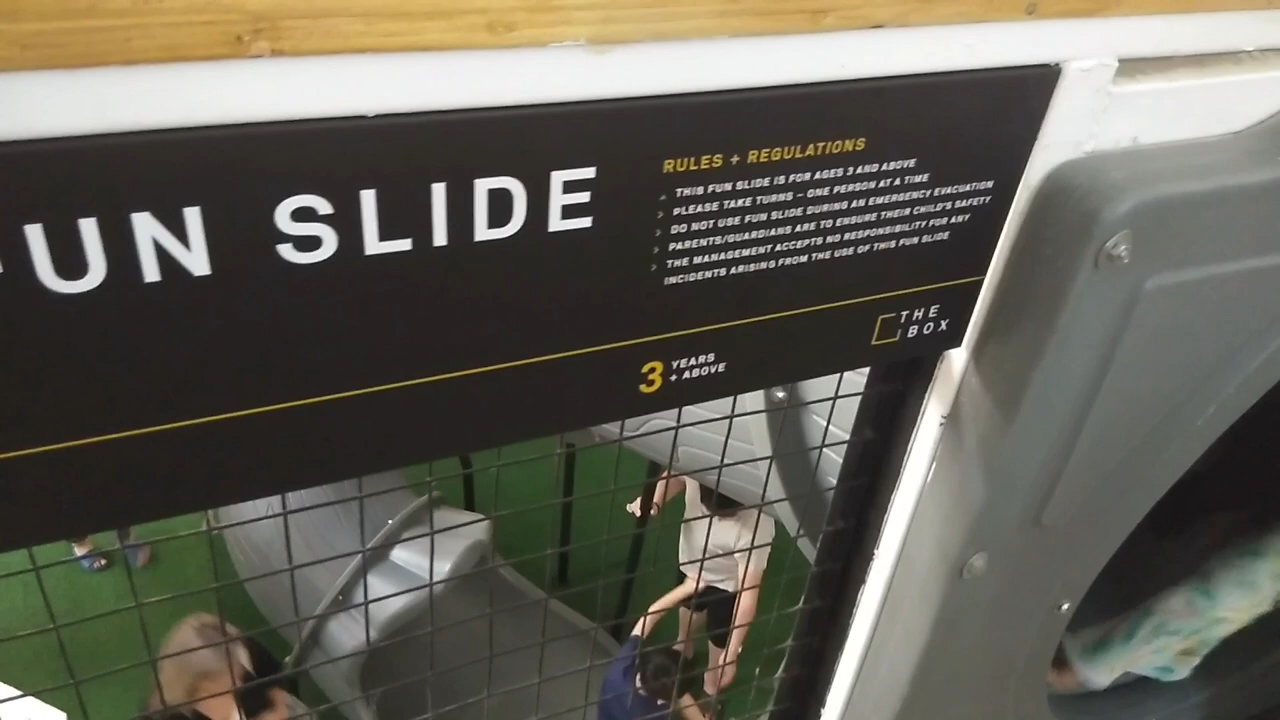 FUN SLIDE
RULES + REGULATIONS
THIS FUN SLIDE IS FOR AGES 3 AND ABOVE
PLEASE TAKE TURNS – ONE PERSON AT A TIME
DO NOT USE FUN SLIDE DURING AN EMERGENCY EVACUATION
PARENTS/GUARDIANS ARE TO ENSURE THEIR CHILD'S SAFETY
THE MANAGEMENT ACCEPTS NO RESPONSIBILITY FOR ANY
INCIDENTS ARISING FROM THE USE OF THIS FUN SLIDE
3 YEARS
+ ABOVE
THE
BOX